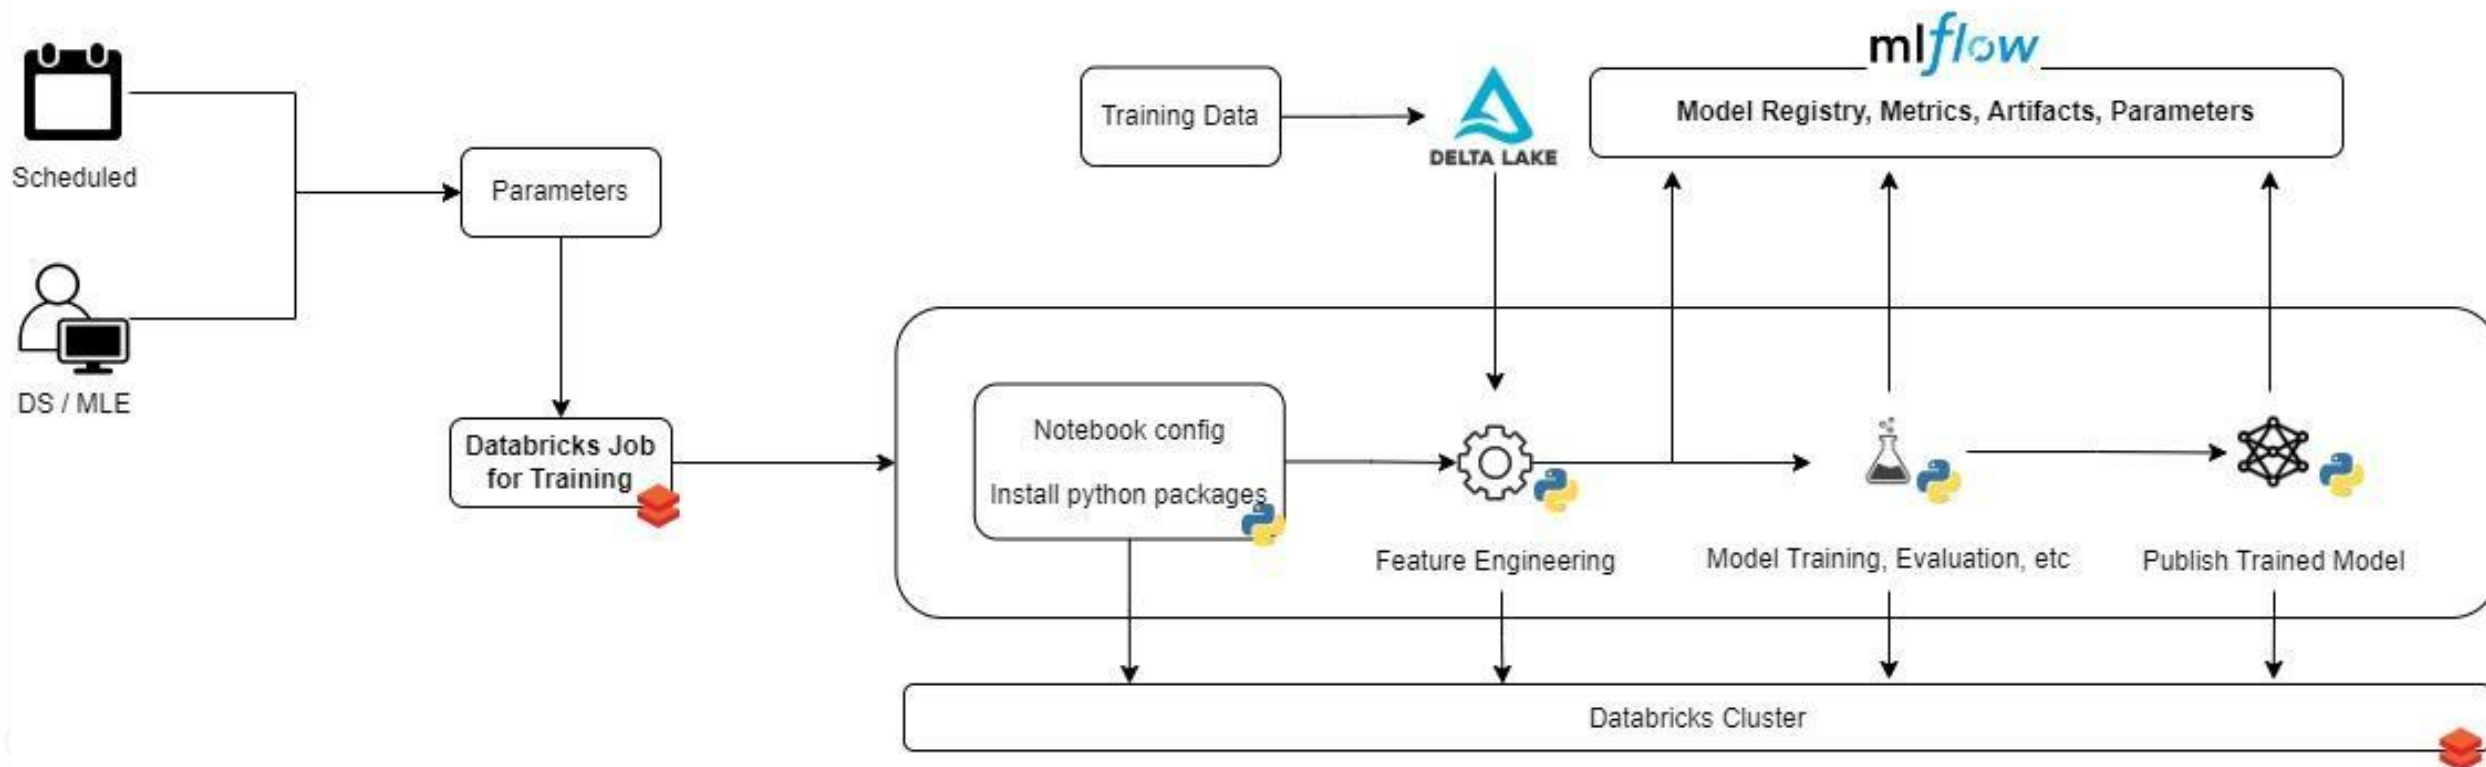 Scheduled
DS / MLE
Parameters
Databricks Job
for Training
Training Data
DELTA LAKE
mlflow
Model Registry, Metrics, Artifacts, Parameters
Notebook config
Install python packages
Feature Engineering
Model Training, Evaluation, etc
Publish Trained Model
Databricks Cluster